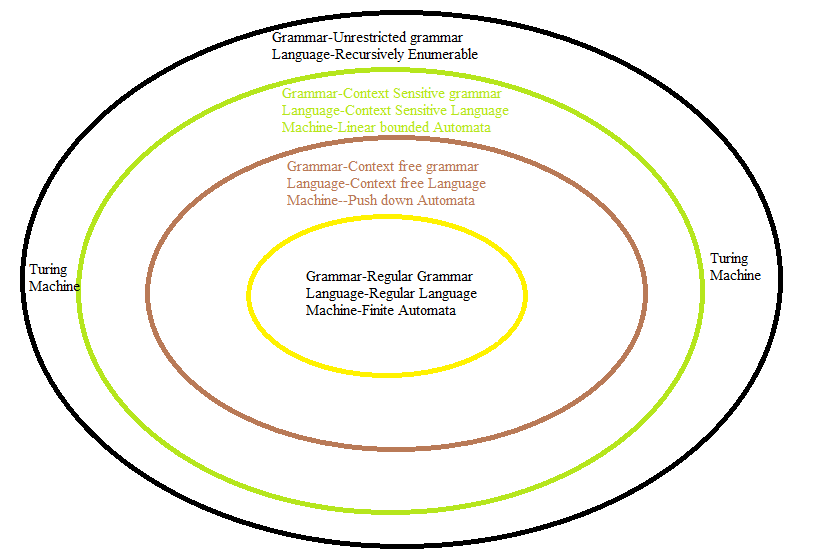 Grammar-Unrestricted grammar
Language-Recursively Enumerable
Grammar-Context Sensitive grammar
Language-Context Sensitive Language
Machine-Linear bounded Automata
Grammar-Context free grammar
Language-Context free Language
Machine--Push down Automata
Turing
Machine
Grammar-Regular Grammar
Language-Regular Language
Machine-Finite Automata
Turing
Machine